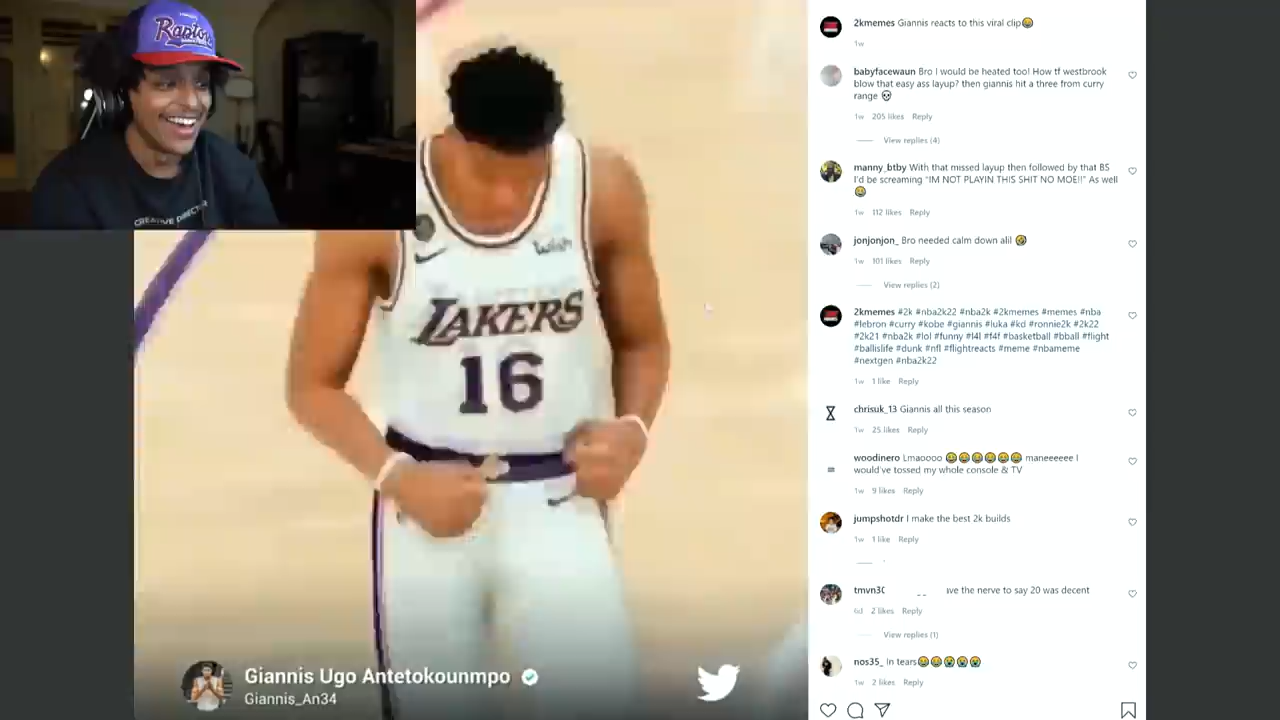 Raptors
CREATIVE DIRECTOR
wish
LAKERS
16
Giannis Ugo Antetokounmpo
Giannis_An34
2kmemes Giannis reacts to this viral clip😂
1w
babyfacewaun Bro I would be heated too! How tf westbrook
blow that easy ass layup? then giannis hit a three from curry
range 💀
1w 205 likes Reply
View replies (4)
manny_btby With that missed layup then followed by that BS
I'd be screaming "IM NOT PLAYIN THIS SHIT NO MOE!!" As well
😂
1w 112 likes Reply
jonjonjon_ Bro needed calm down alil 🤣
1w 101 likes Reply
View replies (2)
2kmemes #2k #nba2k22 #nba2k #2kmemes #memes #nba
#lebron #curry #kobe #giannis #luka #kd #ronnie2k #2k22
#2k21 #nba2k #lol #funny #l4l #f4f #basketball #bball #flight
#ballislife #dunk #nfl #flightreacts #meme #nbameme
#nextgen #nba2k22
1w 1 like Reply
chrisuk_13 Giannis all this season
1w 25 likes Reply
woodinero Lmaoooo 😂😂😂😂😂😂 maneeeeee I
would've tossed my whole console & TV
1w 9 likes Reply
jumpshotdr I make the best 2k builds
1w 1 like Reply
ave the nerve to say 20 was decent
6d 2 likes Reply
View replies (1)
nos35_ In tears😂😂😭😭😭
1w 2 likes Reply